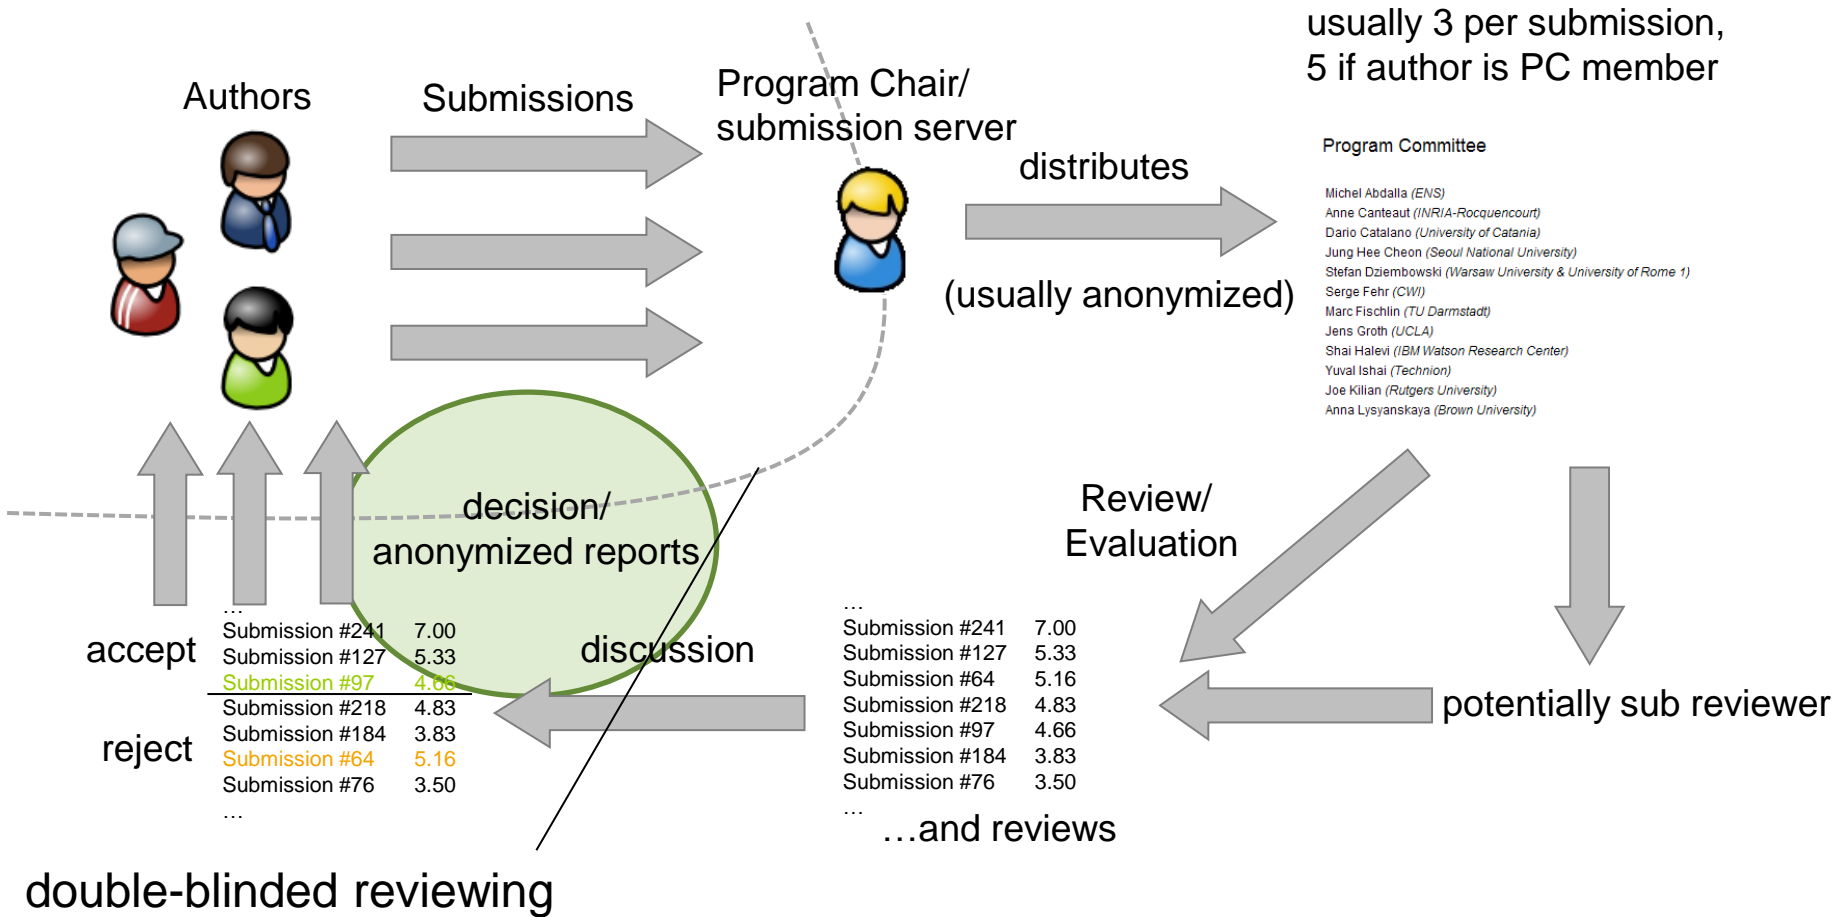 usually 3 per submission,
5 if author is PC member
Authors
Submissions
Program Chair/
submission server
distributes
(usually anonymized)
Program Committee
Michel Abdalla (ENS)
Anne Canteaut (INRIA-Rocquencourt)
Dario Catalano (University of Catania)
Jung Hee Cheon (Seoul National University)
Stefan Dziembowski (Warsaw University & University of Rome 1)
Serge Fehr (CWI)
Marc Fischlin (TU Darmstadt)
Jens Groth (UCLA)
Shai Halevi (IBM Watson Research Center)
Yuval Ishai (Technion)
Joe Kilian (Rutgers University)
Anna Lysyanskaya (Brown University)
Review/
Evaluation
potentially sub reviewer
…
Submission #241 7.00
Submission #127 5.33
Submission #64 5.16
Submission #218 4.83
Submission #97 4.66
Submission #184 3.83
Submission #76 3.50
…
…and reviews
discussion
decision/
anonymized reports
accept
reject
…
Submission #241 7.00
Submission #127 5.33
Submission #97 4.66
Submission #218 4.83
Submission #184 3.83
Submission #64 5.16
Submission #76 3.50
…
double-blinded reviewing